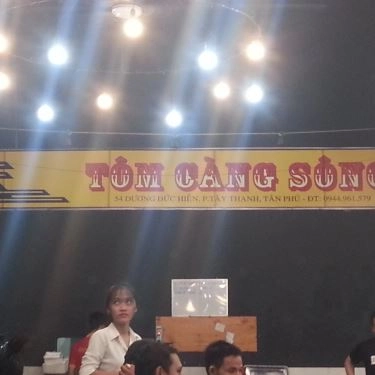 TÔM CÀNG SÔNG
54 DƯƠNG ĐỨC HIỀN, P.TÂY THẠNH, TÂN PHÚ - ĐT: 0944.961.579